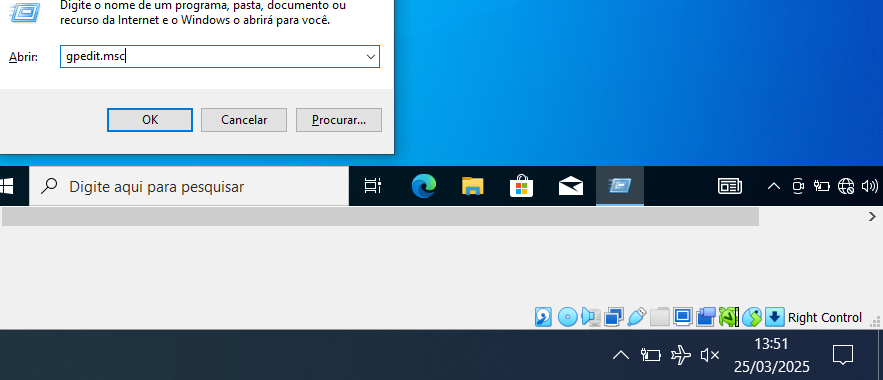 Digite o nome de um programa, pasta, documento ou
recurso da Internet e o Windows o abrirá para você.
Abrir:
gpedit.msc
OK
Cancelar
Procurar...
Digite aqui para pesquisar
Right Control
13:51
25/03/2025